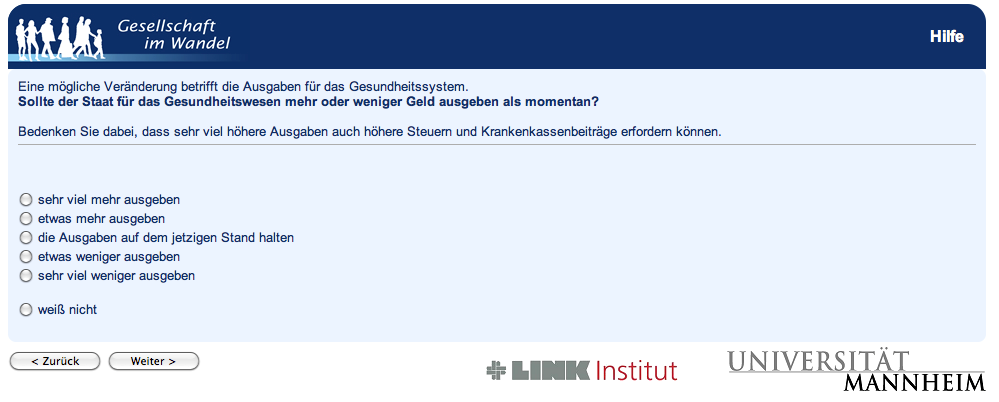 Gesellschaft
im Wandel
Hilfe
Eine mögliche Veränderung betrifft die Ausgaben für das Gesundheitssystem.
Sollte der Staat für das Gesundheitswesen mehr oder weniger Geld ausgeben als momentan?
Bedenken Sie dabei, dass sehr viel höhere Ausgaben auch höhere Steuern und Krankenkassenbeiträge erfordern können.
sehr viel mehr ausgeben
etwas mehr ausgeben
die Ausgaben auf dem jetzigen Stand halten
etwas weniger ausgeben
sehr viel weniger ausgeben
weiß nicht
< Zurück
Weiter >
LINK Institut
UNIVERSITÄT
MANNHEIM